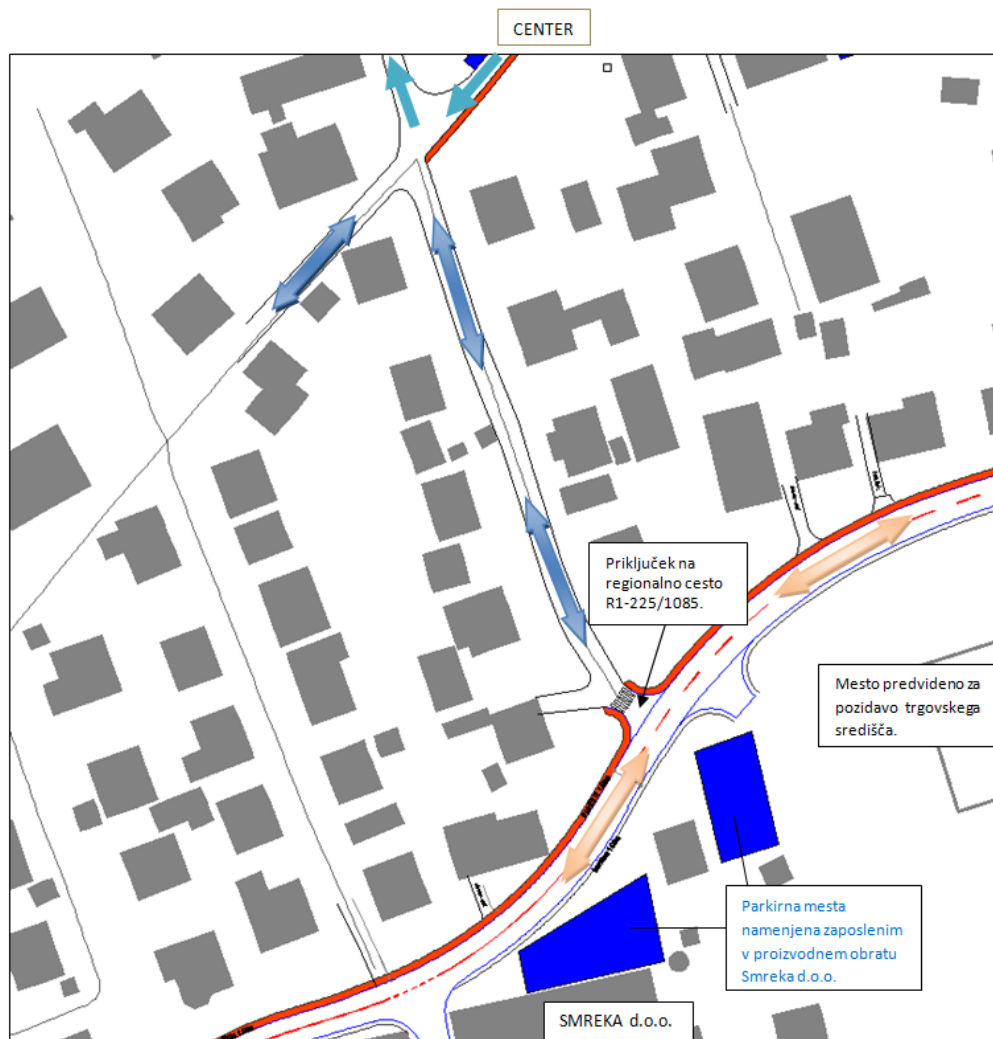 CENTER
Priključek na
regionalno cesto
R1-225/1085.
Mesto predvideno za
pozidavo trgovskega
središča.
Parkirna mesta
namenjena zaposlenim
v proizvodnem obratu
Smreka d.o.o.
SMREKA d.o.o.